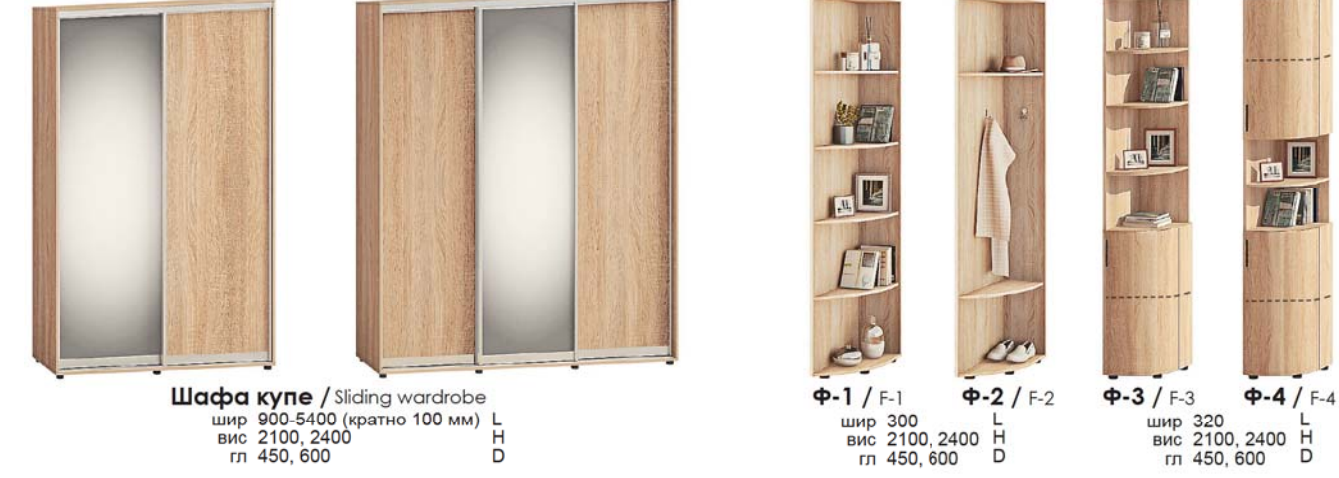 Шафа купе / Sliding wardrobe
шир 900-5400 (кратно 100 мм) L
вис 2100, 2400 H
гл 450, 600 D
Ф-1 / F-1
Ф-2 / F-2
шир 300 L
вис 2100, 2400 H
гл 450, 600 D
Ф-3 / F-3
Ф-4 / F-4
шир 320 L
вис 2100, 2400 H
гл 450, 600 D